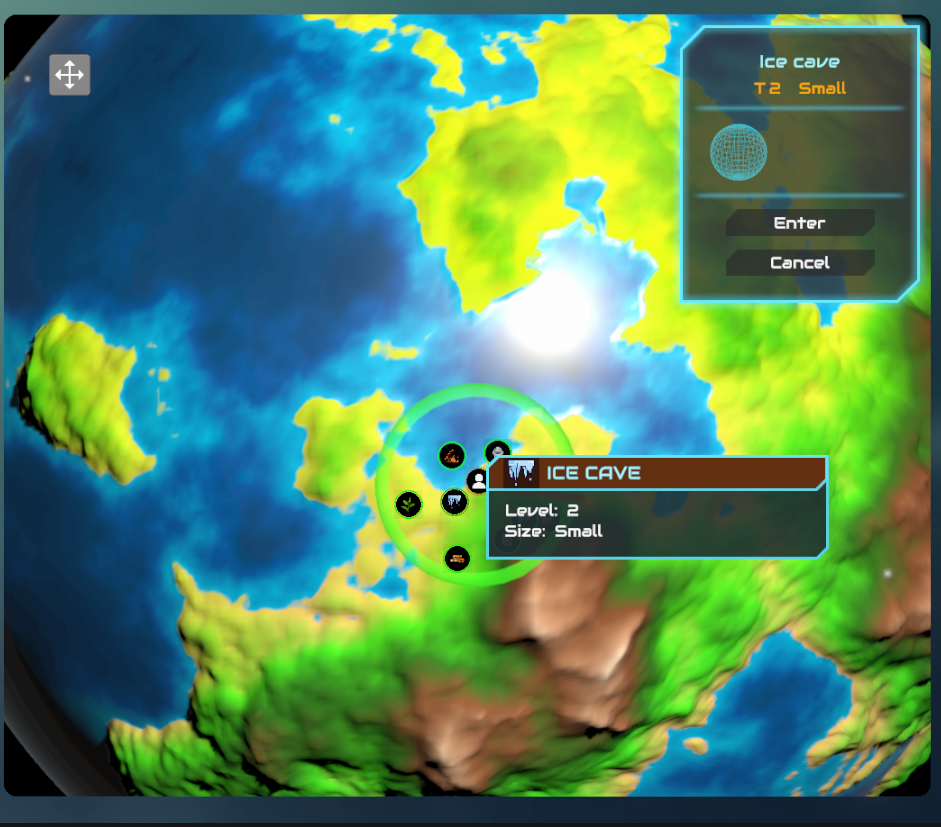 Ice cave
T2 Small
Enter
Cancel
ICE CAVE
Level: 2
Size: Small